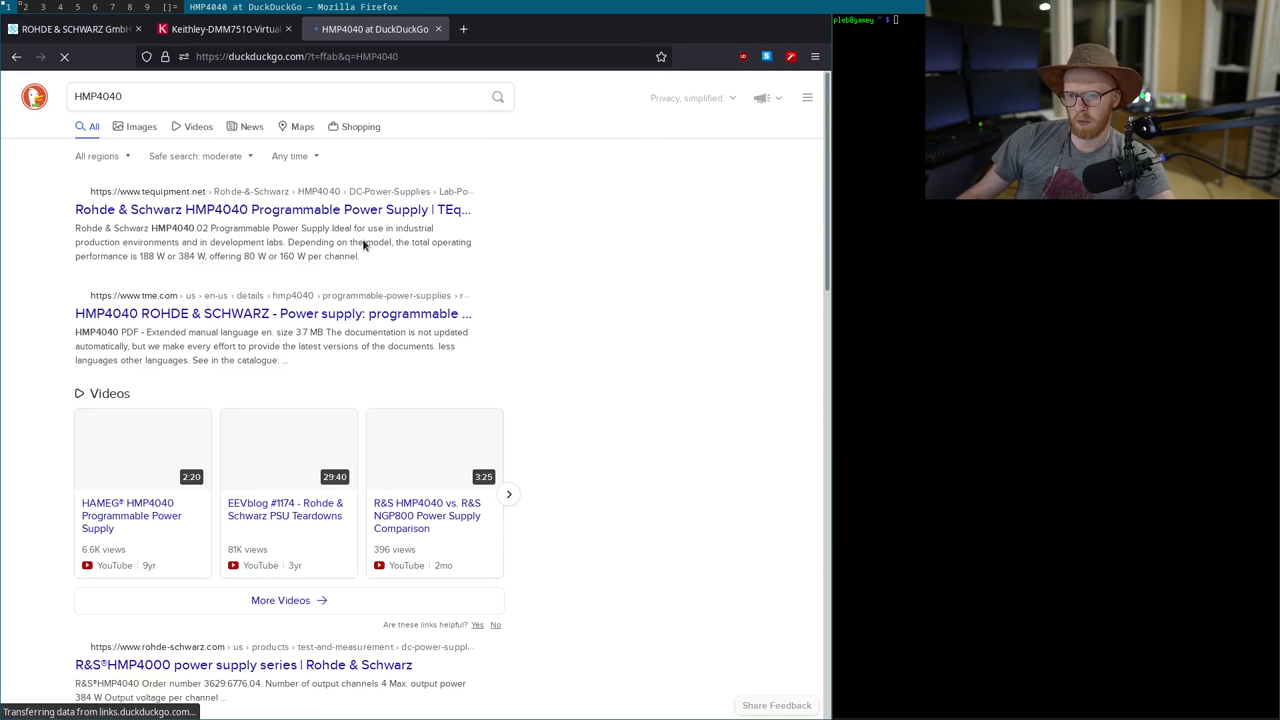 1 2 3 4 5 6 7 8 9 []= HMP4040 at DuckDuckGo — Mozilla Firefox
ROHDE & SCHWARZ GmbH
Keithley-DMM7510-Virtual
HMP4040 at DuckDuckGo
pleb@gamey ~ $
https://duckduckgo.com/?t=ffab&q=HMP4040
HMP4040
Privacy, simplified.
All
Images
Videos
News
Maps
Shopping
All regions
Safe search: moderate
Any time
https://www.tequipment.net › Rohde-&-Schwarz › HMP4040 › DC-Power-Supplies › Lab-Po...
Rohde & Schwarz HMP4040 Programmable Power Supply | TEq...
Rohde & Schwarz HMP4040.02 Programmable Power Supply Ideal for use in industrial
production environments and in development labs. Depending on the model, the total operating
performance is 188 W or 384 W, offering 80 W or 160 W per channel.
https://www.tme.com › us › en-us › details › hmp4040 › programmable-power-supplies › r...
HMP4040 ROHDE & SCHWARZ - Power supply: programmable ...
HMP4040 PDF - Extended manual language en. size 3.7 MB The documentation is not updated
automatically, but we make every effort to provide the latest versions of the documents. less
languages other languages. See in the catalogue: ...
Videos
2:20
HAMEG® HMP4040
Programmable Power
Supply
6.6K views
YouTube | 9yr
29:40
EEVblog #1174 - Rohde &
Schwarz PSU Teardowns
81K views
YouTube | 3yr
3:25
R&S HMP4040 vs. R&S
NGP800 Power Supply
Comparison
396 views
YouTube | 2mo
More Videos
Are these links helpful? Yes No
https://www.rohde-schwarz.com › us › products › test-and-measurement › dc-power-suppl...
R&S®HMP4000 power supply series | Rohde & Schwarz
R&S®HMP4040 Order number 3629.6776.04. Number of output channels 4 Max. output power
384 W Output voltage per channel ...
Share Feedback
Transferring data from links.duckduckgo.com...